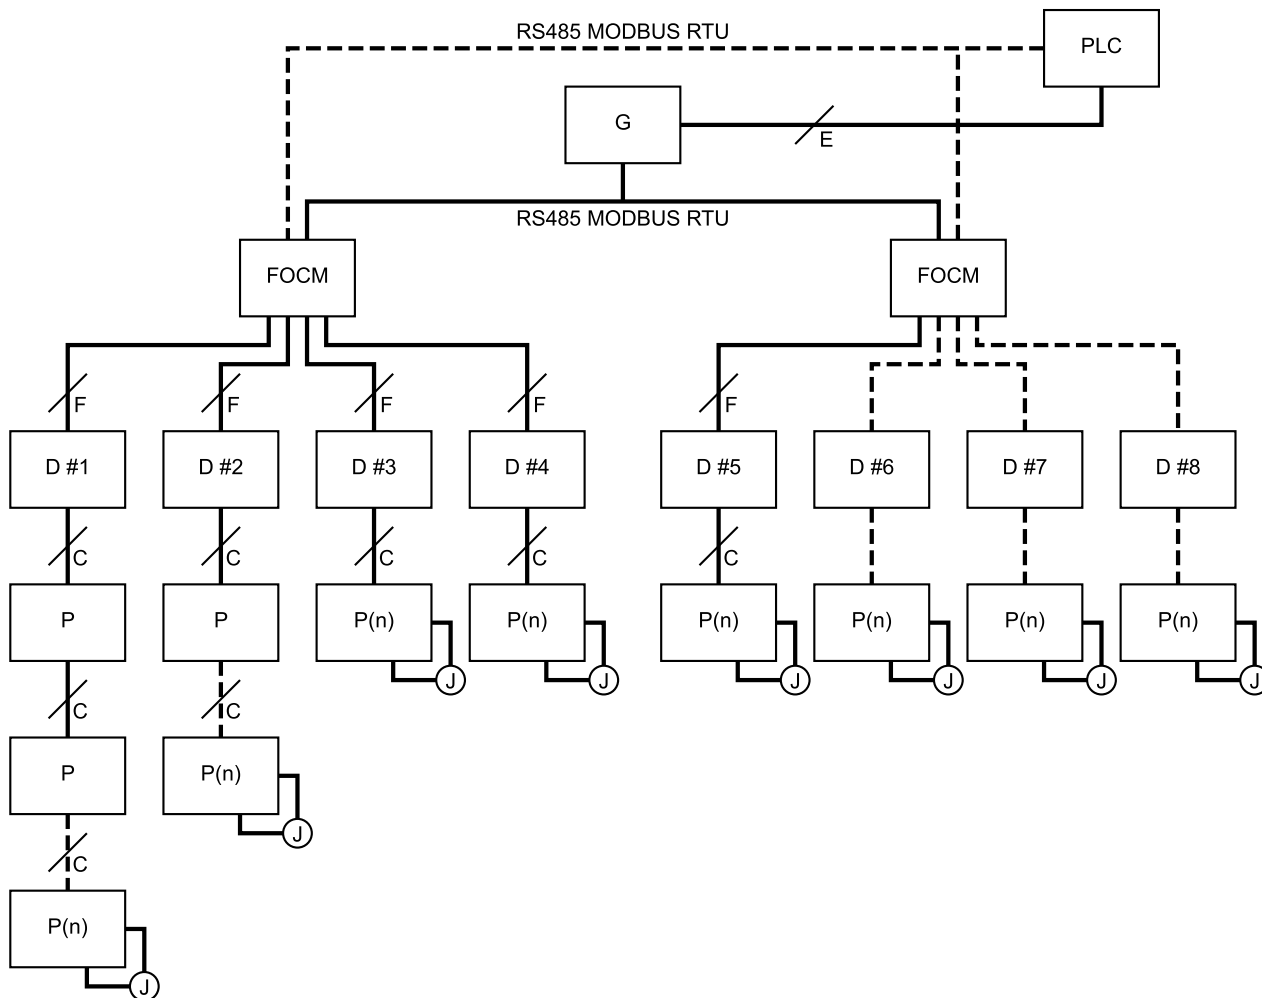 RS485 MODBUS RTU
PLC
G
E
RS485 MODBUS RTU
FOCM
FOCM
F
F
F
F
F
D #1
D #2
D #3
D #4
D #5
D #6
D #7
D #8
C
C
C
C
C
P
P
P(n)
P(n)
P(n)
P(n)
P(n)
P(n)
J
J
J
J
J
J
C
C
P
P(n)
J
C
P(n)
J